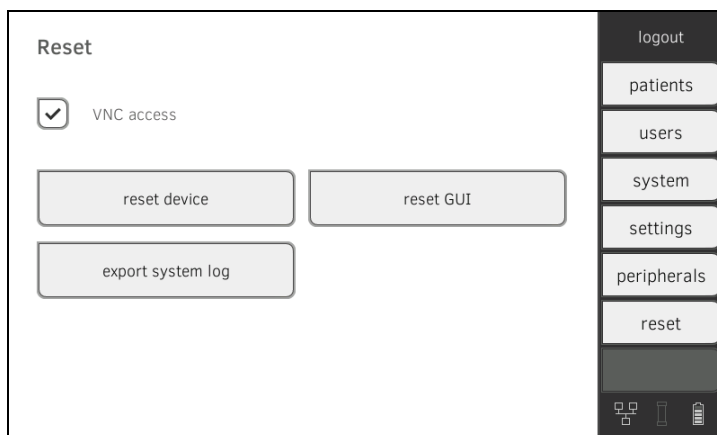 Reset
VNC access
reset device
reset GUI
export system log
logout
patients
users
system
settings
peripherals
reset